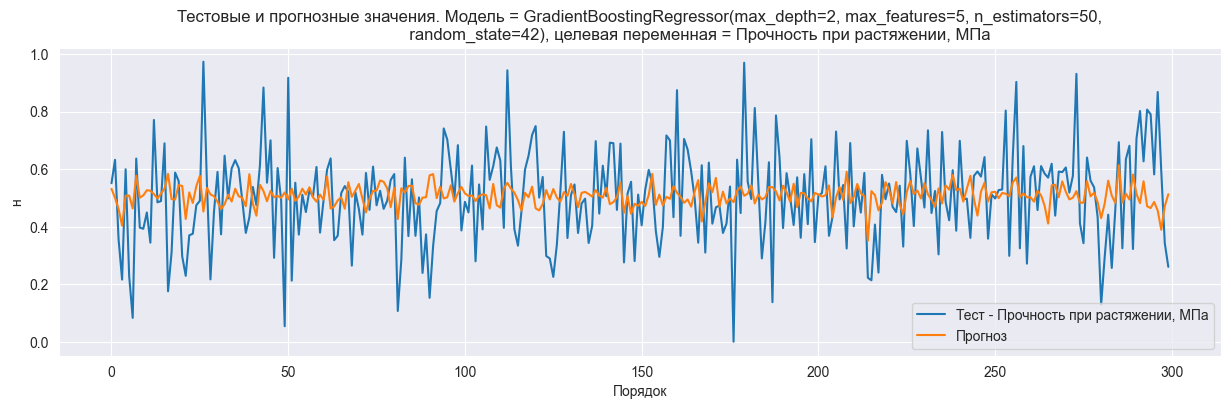 Тестовые и прогнозные значения. Модель = GradientBoostingRegressor(max_depth=2, max_features=5, n_estimators=50,
random_state=42), целевая переменная = Прочность при растяжении, МПа
1.0
0.8
0.6
н
0.4
0.2
0.0
Тест - Прочность при растяжении, МПа
Прогноз
0 50 100 150 200 250 300
Порядок